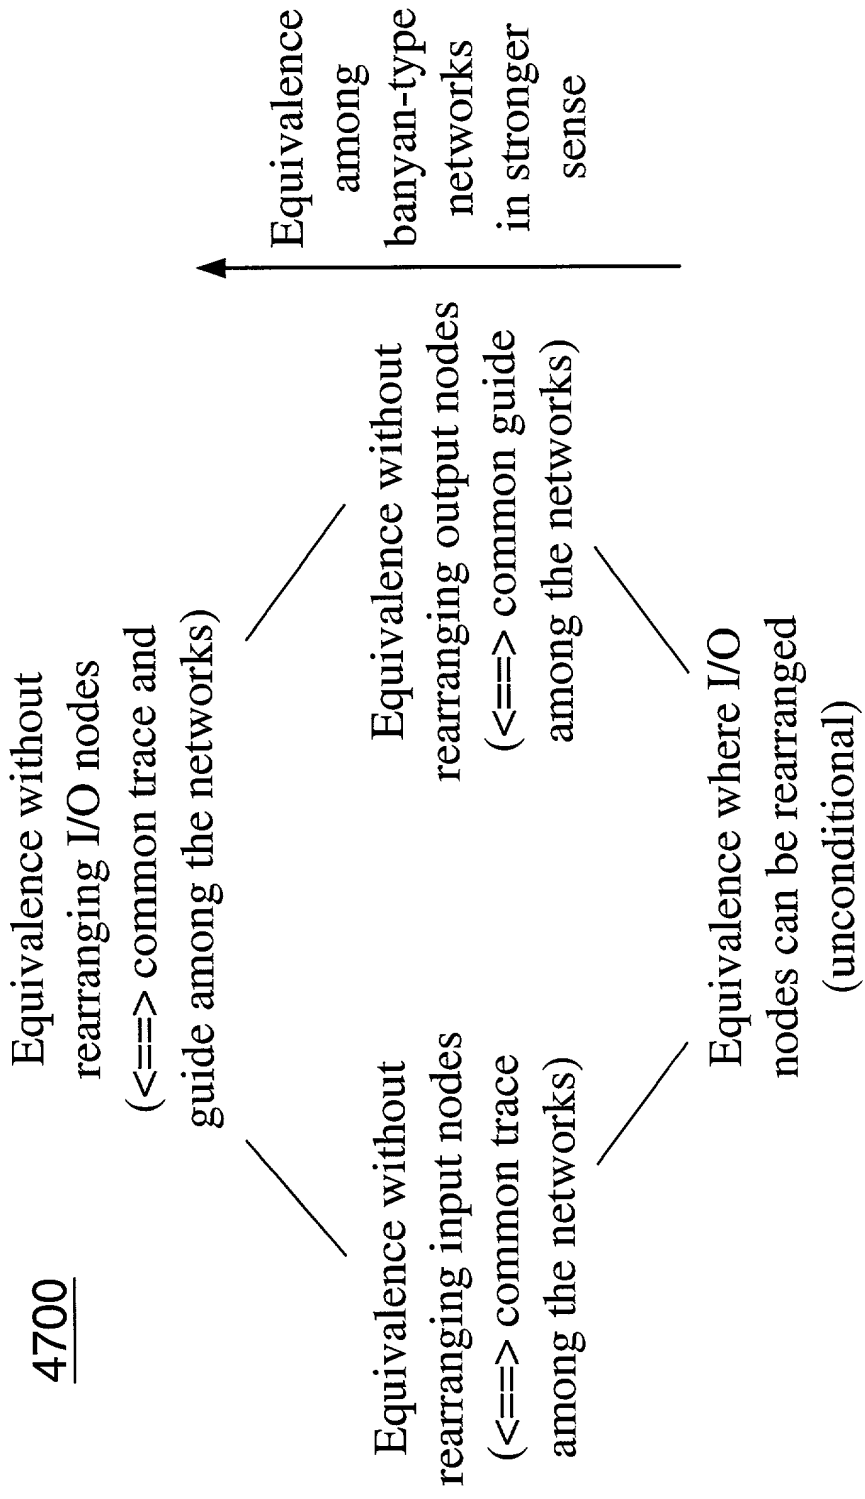 4700
Equivalence without
rearranging I/O nodes
(<==> common trace and
guide among the networks)
Equivalence without
rearranging input nodes
(<==> common trace
among the networks)
Equivalence without
rearranging output nodes
(<==> common guide
among the networks)
Equivalence where I/O
nodes can be rearranged
(unconditional)
Equivalence
among
banyan-type
networks
in stronger
sense